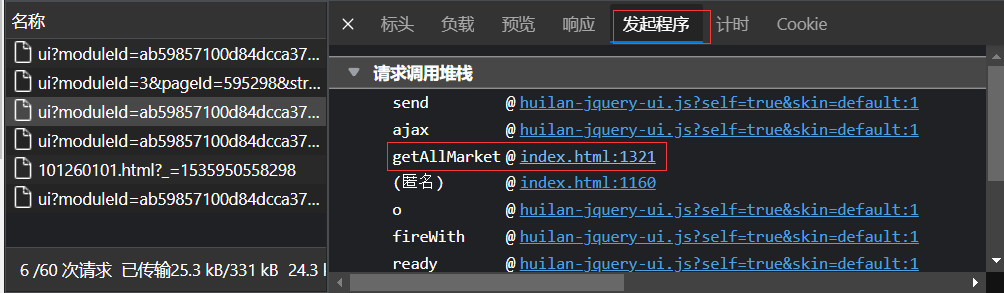 名称
ui?moduleId=ab59857100d84dcca37...
ui?moduleId=3&pageId=595298&str...
ui?moduleId=ab59857100d84dcca37...
ui?moduleId=ab59857100d84dcca37...
101260101.html?_=1535950558298
ui?moduleId=ab59857100d84dcca37...
6 /60 次请求 已传输25.3 kB/331 kB 24.3 l
标头 负载 预览 响应 发起程序 计时 Cookie
请求调用堆栈
send @ huilan-jquery-ui.js?self=true&skin=default:1
ajax @ huilan-jquery-ui.js?self=true&skin=default:1
getAllMarket @ index.html:1321
(匿名) @ index.html:1160
o @ huilan-jquery-ui.js?self=true&skin=default:1
fireWith @ huilan-jquery-ui.js?self=true&skin=default:1
ready @ huilan-jquery-ui.js?self=true&skin=default:1